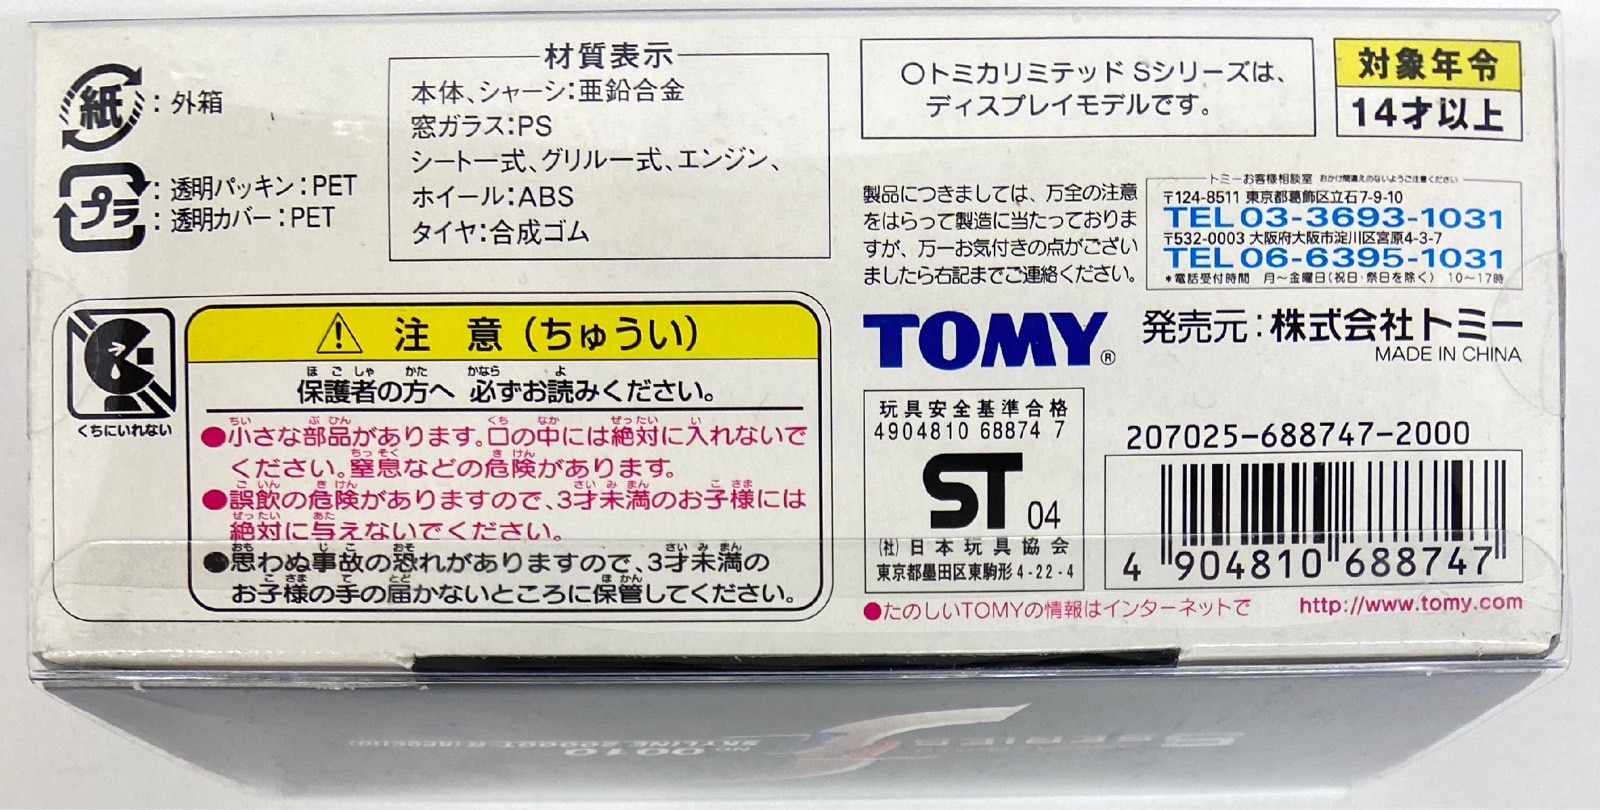 紙
:外箱
プラ
:透明パッキン:PET
:透明カバー:PET
材質表示
本体、シャーシ:亜鉛合金
窓ガラス:PS
シート一式、グリル一式、エンジン、
ホイール:ABS
タイヤ:合成ゴム
○トミカリミテッド Sシリーズは、
ディスプレイモデルです。
対象年令
14才以上
製品につきましては、万全の注意
をはらって製造に当たっておりま
すが、万一お気付きの点がござい
ましたら右記までご連絡ください。
トミーお客様相談室 おかけ間違えのないようご注意ください
〒124-8511 東京都葛飾区立石7-9-10
TEL 03-3693-1031
〒532-0003 大阪府大阪市淀川区宮原4-3-7
TEL 06-6395-1031
*電話受付時間 月〜金曜日(祝日・祭日を除く) 10〜17時
くちにいれない
注 意(ちゅうい)
保護者の方へ 必ずお読みください。
●小さな部品があります。口の中には絶対に入れないで
ください。窒息などの危険があります。
●誤飲の危険がありますので、3才未満のお子様には
絶対に与えないでください。
●思わぬ事故の恐れがありますので、3才未満の
お子様の手の届かないところに保管してください。
TOMY®
発売元:株式会社トミー
MADE IN CHINA
玩具安全基準合格
4904810 68874 7
ST 04
(社)日本玩具協会
東京都墨田区東駒形4-22-4
207025-688747-2000
4 904810 688747
●たのしいTOMYの情報はインターネットで http://www.tomy.com
NO. 0010